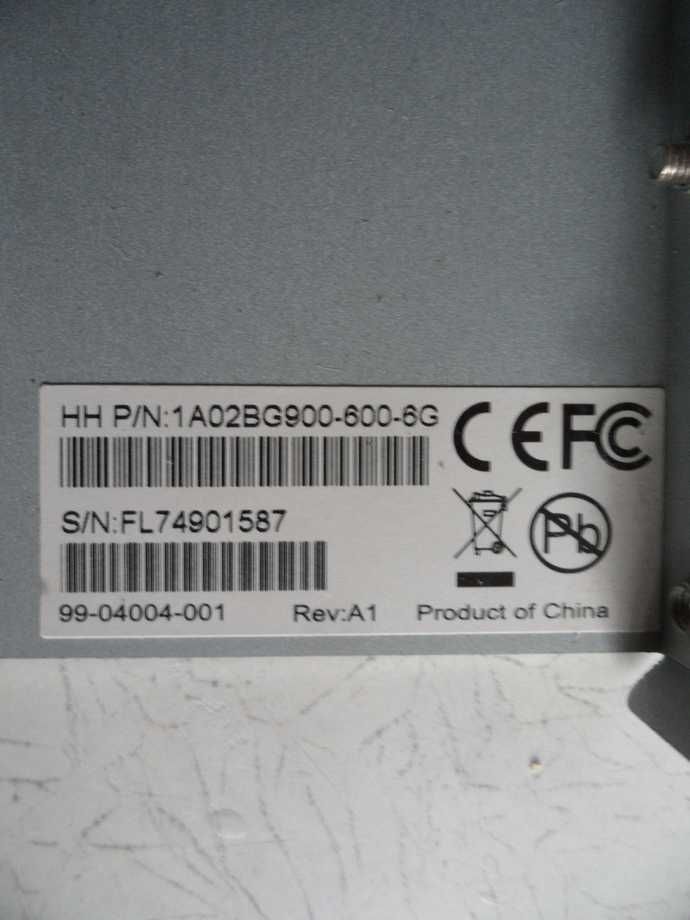 HH P/N:1A02BG900-600-6G
CE FC
S/N:FL74901587
Pb
99-04004-001 Rev:A1 Product of China